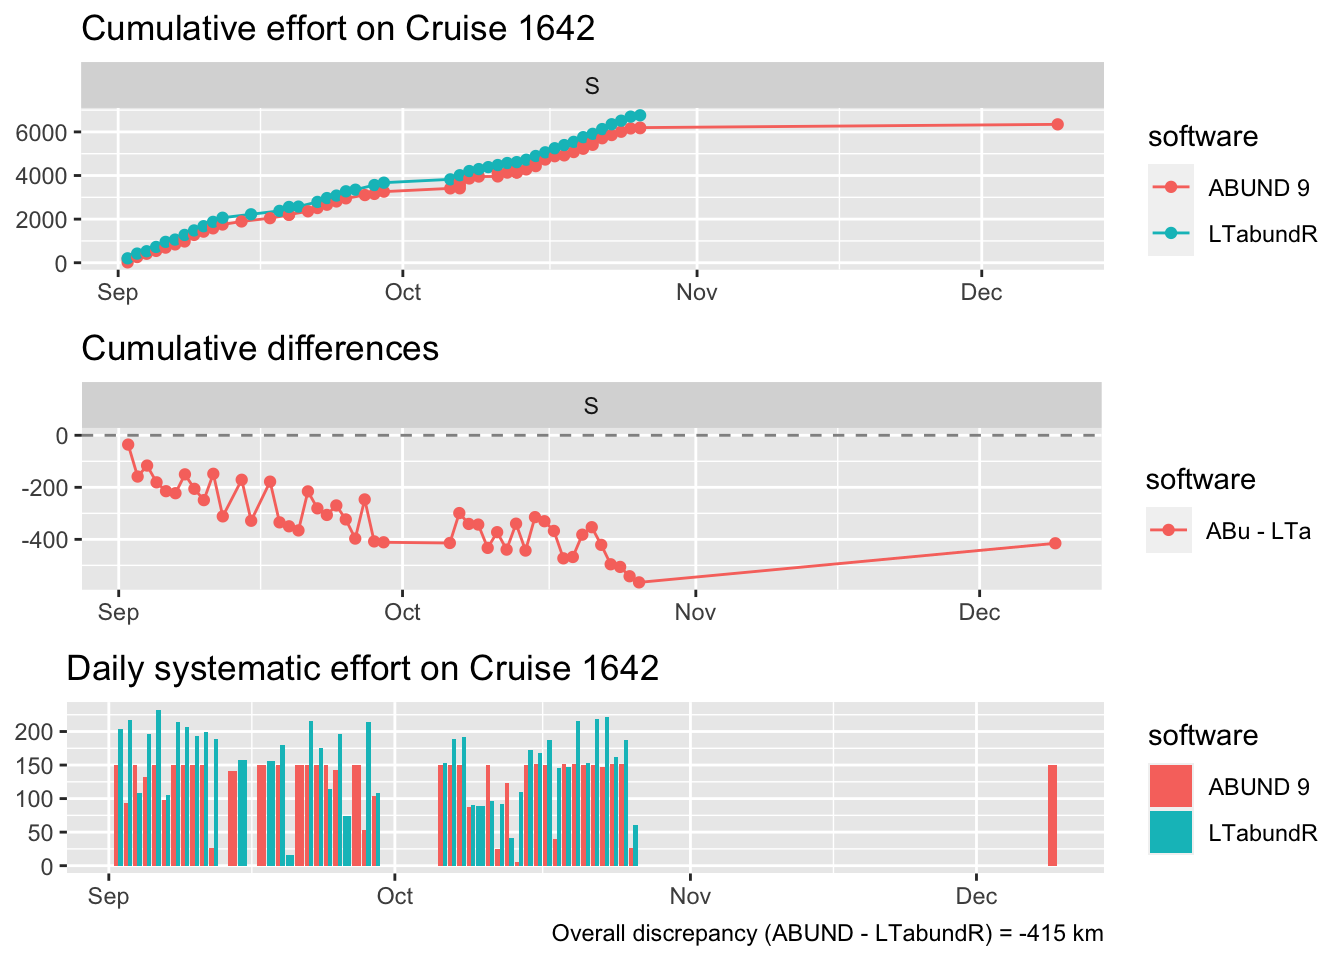 Cumulative effort on Cruise 1642
S
6000
4000
2000
0
Sep Oct Nov Dec
software
ABUND 9
LTabundR
Cumulative differences
S
0
-200
-400
Sep Oct Nov Dec
software
ABu - LTa
Daily systematic effort on Cruise 1642
200
150
100
50
0
Sep Oct Nov Dec
software
ABUND 9
LTabundR
Overall discrepancy (ABUND - LTabundR) = -415 km